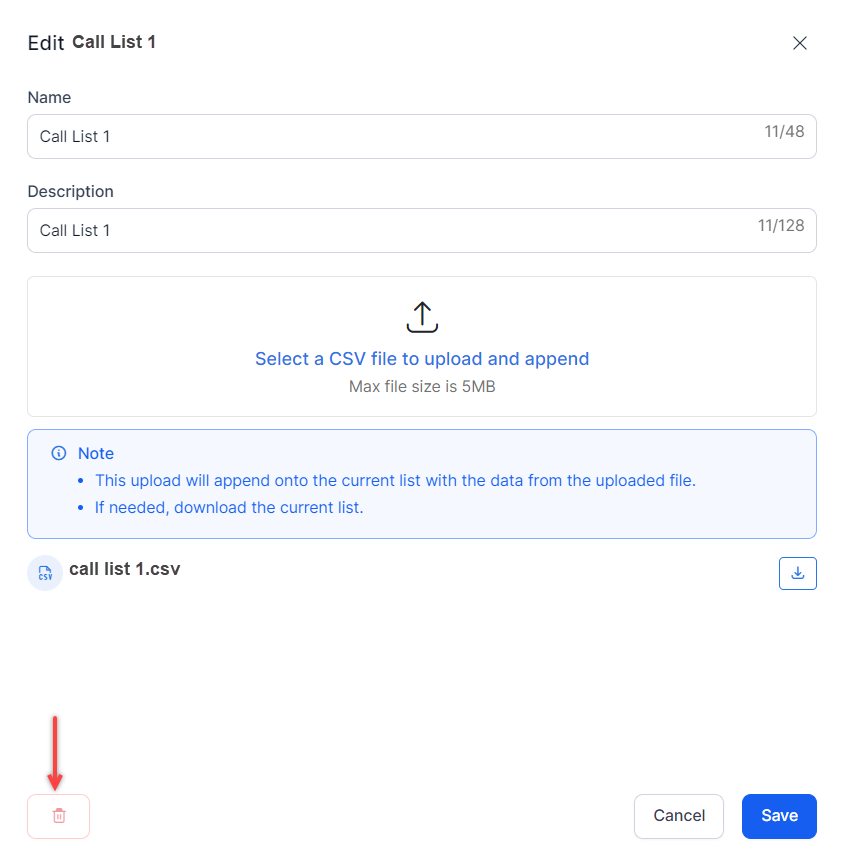 Edit Call List 1
Name
Call List 1 11/48
Description
Call List 1 11/128
Select a CSV file to upload and append
Max file size is 5MB
Note
This upload will append onto the current list with the data from the uploaded file.
If needed, download the current list.
CSV call list 1.csv
Cancel Save